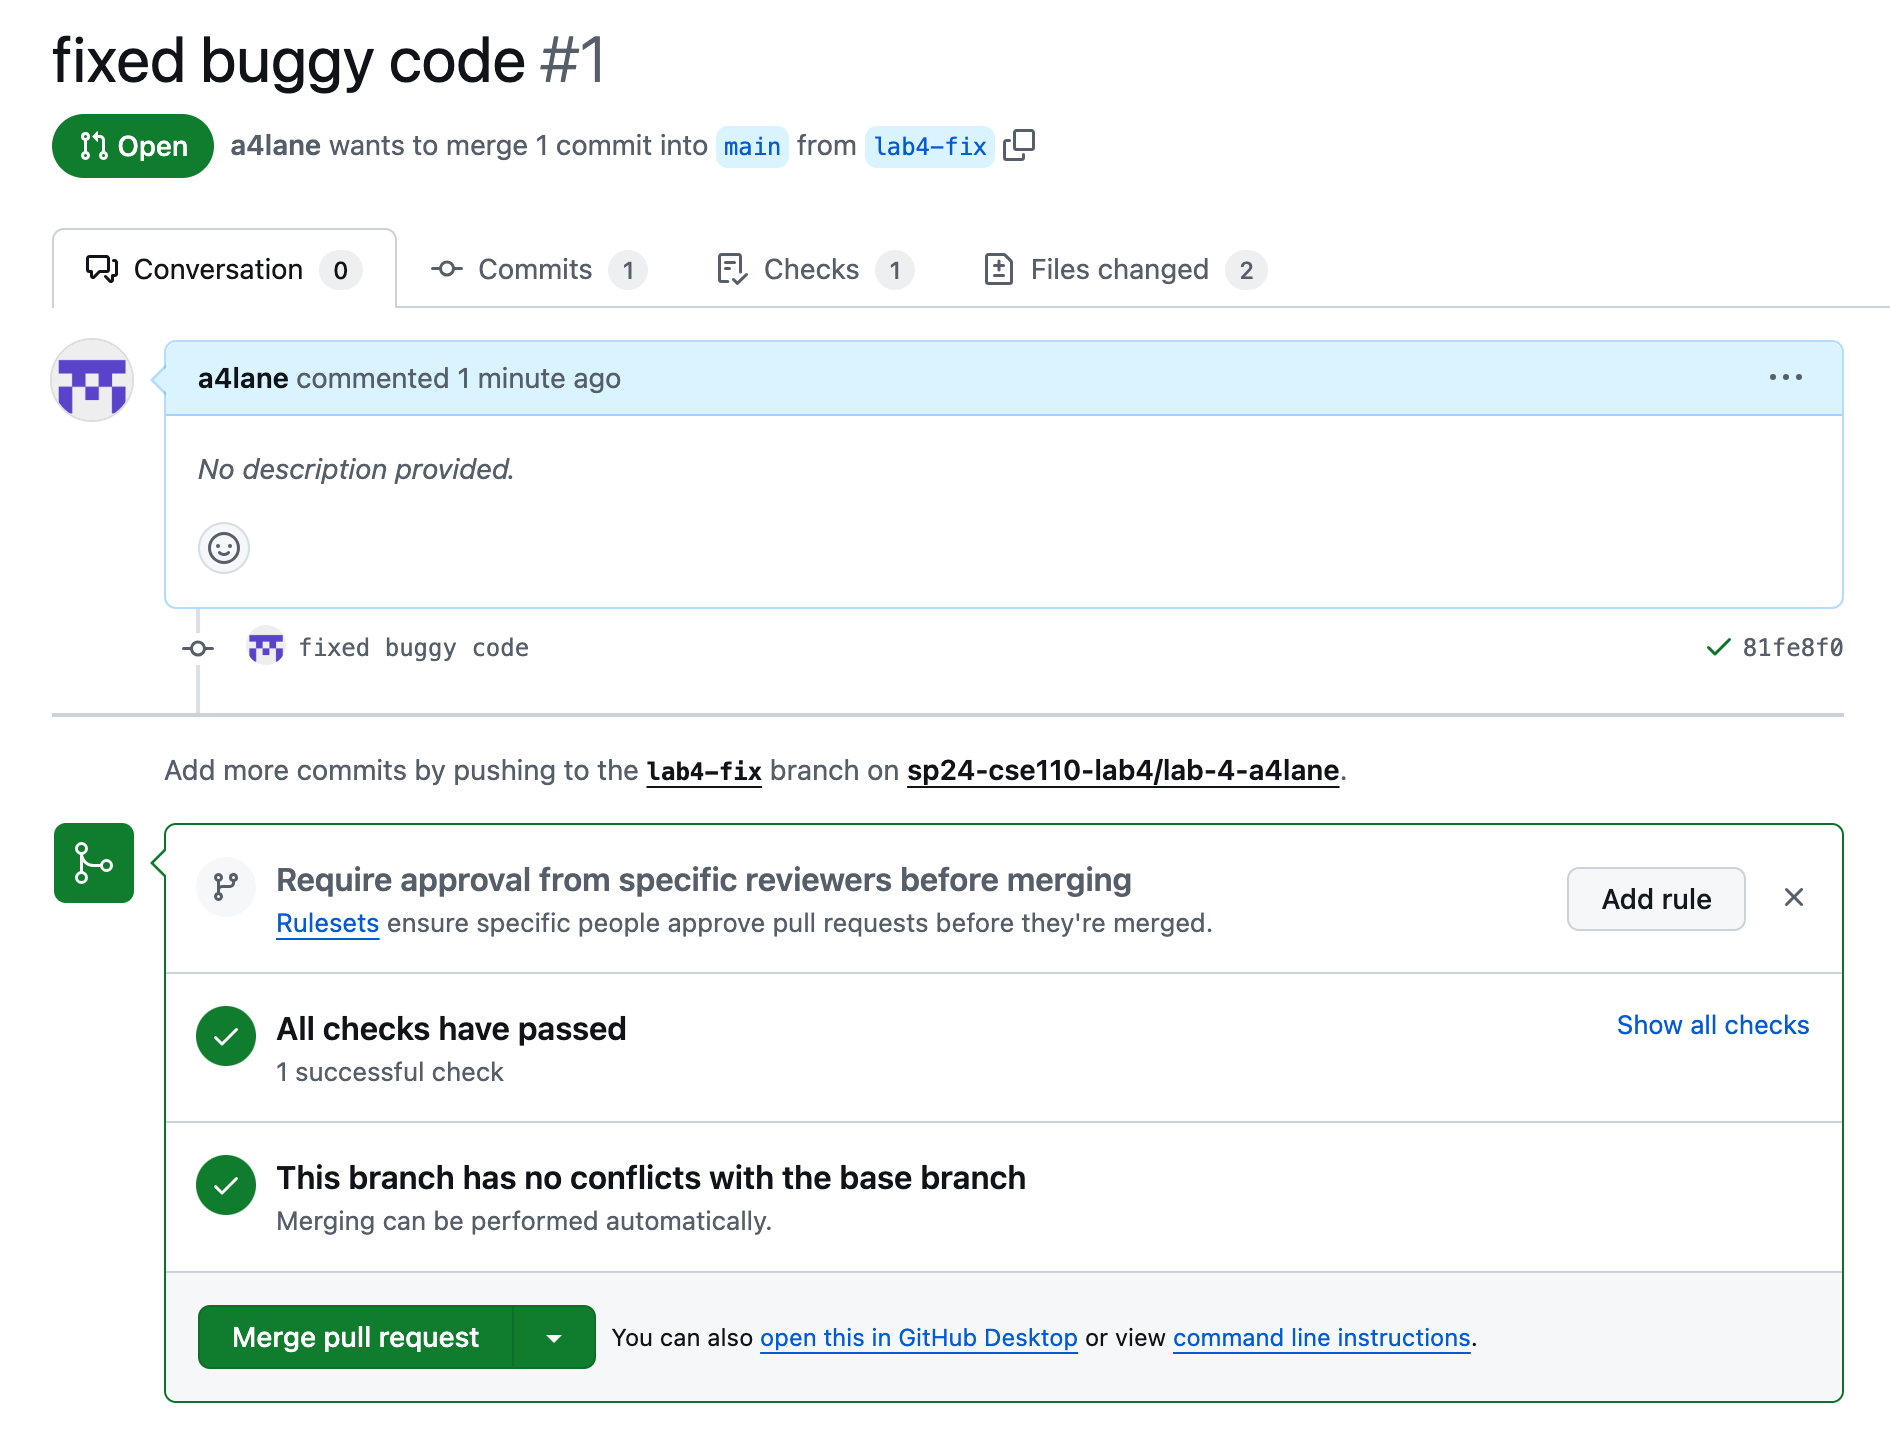 fixed buggy code #1
Open a4lane wants to merge 1 commit into main from lab4-fix
Conversation 0 Commits 1 Checks 1 Files changed 2
a4lane commented 1 minute ago
No description provided.
fixed buggy code 81fe8f0
Add more commits by pushing to the lab4-fix branch on sp24-cse110-lab4/lab-4-a4lane.
Require approval from specific reviewers before merging
Rulesets ensure specific people approve pull requests before they're merged.
Add rule
All checks have passed
1 successful check
Show all checks
This branch has no conflicts with the base branch
Merging can be performed automatically.
Merge pull request You can also open this in GitHub Desktop or view command line instructions.